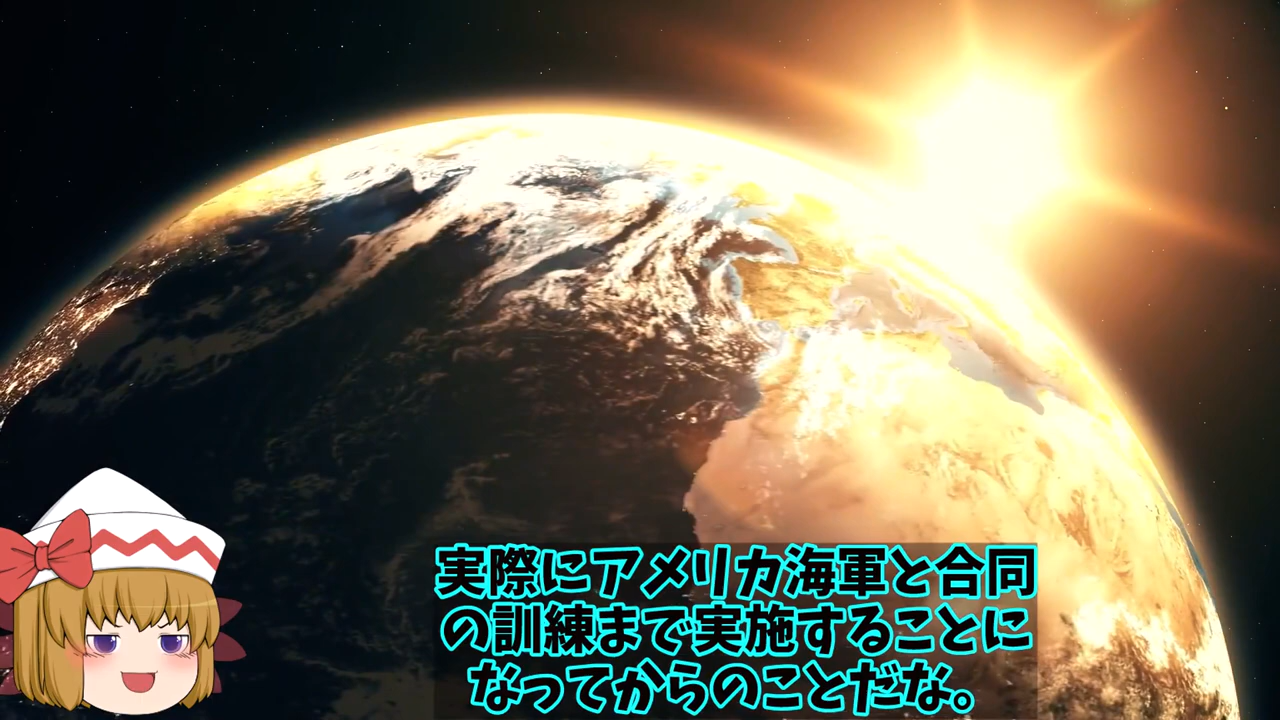 実際にアメリカ海軍と合同
の訓練まで実施することに
なってからのことだな。